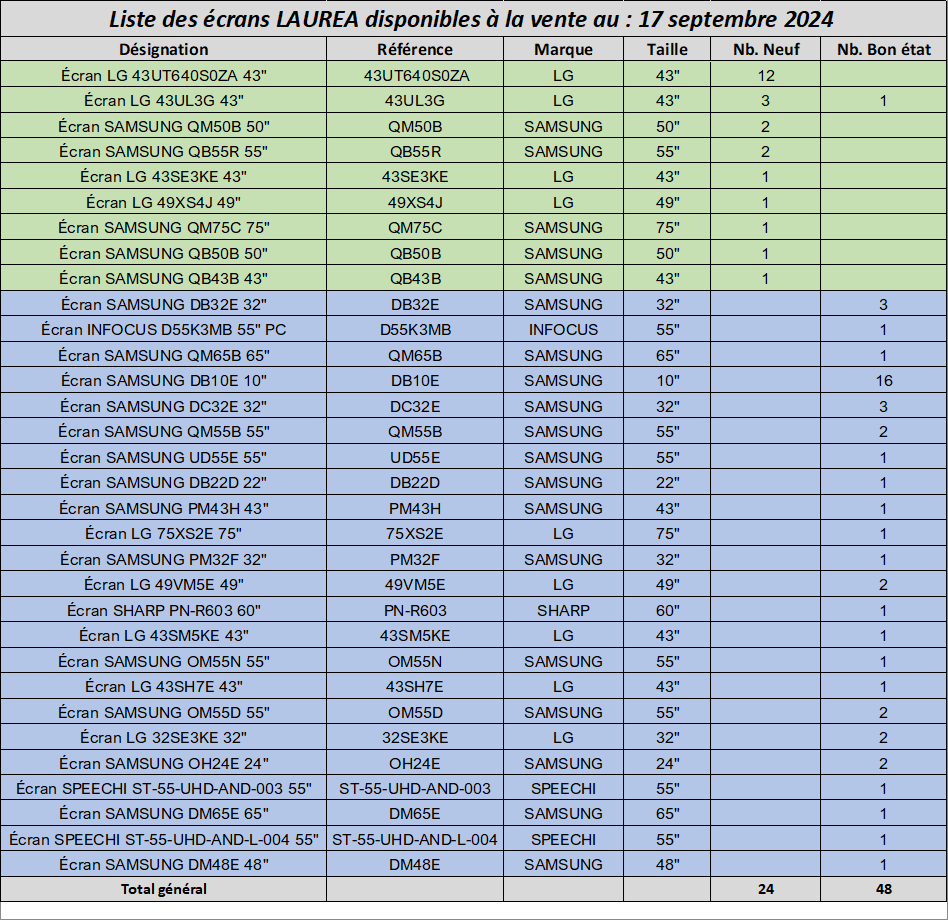 Liste des écrans LAUREA disponibles à la vente au : 17 septembre 2024
Désignation Référence Marque Taille Nb. Neuf Nb. Bon état
Écran LG 43UT640S0ZA 43" 43UT640S0ZA LG 43" 12
Écran LG 43UL3G 43" 43UL3G LG 43" 3 1
Écran SAMSUNG QM50B 50" QM50B SAMSUNG 50" 2
Écran SAMSUNG QB55R 55" QB55R SAMSUNG 55" 2
Écran LG 43SE3KE 43" 43SE3KE LG 43" 1
Écran LG 49XS4J 49" 49XS4J LG 49" 1
Écran SAMSUNG QM75C 75" QM75C SAMSUNG 75" 1
Écran SAMSUNG QB50B 50" QB50B SAMSUNG 50" 1
Écran SAMSUNG QB43B 43" QB43B SAMSUNG 43" 1
Écran SAMSUNG DB32E 32" DB32E SAMSUNG 32" 3
Écran INFOCUS D55K3MB 55" PC D55K3MB INFOCUS 55" 1
Écran SAMSUNG QM65B 65" QM65B SAMSUNG 65" 1
Écran SAMSUNG DB10E 10" DB10E SAMSUNG 10" 16
Écran SAMSUNG DC32E 32" DC32E SAMSUNG 32" 3
Écran SAMSUNG QM55B 55" QM55B SAMSUNG 55" 2
Écran SAMSUNG UD55E 55" UD55E SAMSUNG 55" 1
Écran SAMSUNG DB22D 22" DB22D SAMSUNG 22" 1
Écran SAMSUNG PM43H 43" PM43H SAMSUNG 43" 1
Écran LG 75XS2E 75" 75XS2E LG 75" 1
Écran SAMSUNG PM32F 32" PM32F SAMSUNG 32" 1
Écran LG 49VM5E 49" 49VM5E LG 49" 2
Écran SHARP PN-R603 60" PN-R603 SHARP 60" 1
Écran LG 43SM5KE 43" 43SM5KE LG 43" 1
Écran SAMSUNG OM55N 55" OM55N SAMSUNG 55" 1
Écran LG 43SH7E 43" 43SH7E LG 43" 1
Écran SAMSUNG OM55D 55" OM55D SAMSUNG 55" 2
Écran LG 32SE3KE 32" 32SE3KE LG 32" 2
Écran SAMSUNG OH24E 24" OH24E SAMSUNG 24" 2
Écran SPEECHI ST-55-UHD-AND-003 55" ST-55-UHD-AND-003 SPEECHI 55" 1
Écran SAMSUNG DM65E 65" DM65E SAMSUNG 65" 1
Écran SPEECHI ST-55-UHD-AND-L-004 55" ST-55-UHD-AND-L-004 SPEECHI 55" 1
Écran SAMSUNG DM48E 48" DM48E SAMSUNG 48" 1
Total général 24 48